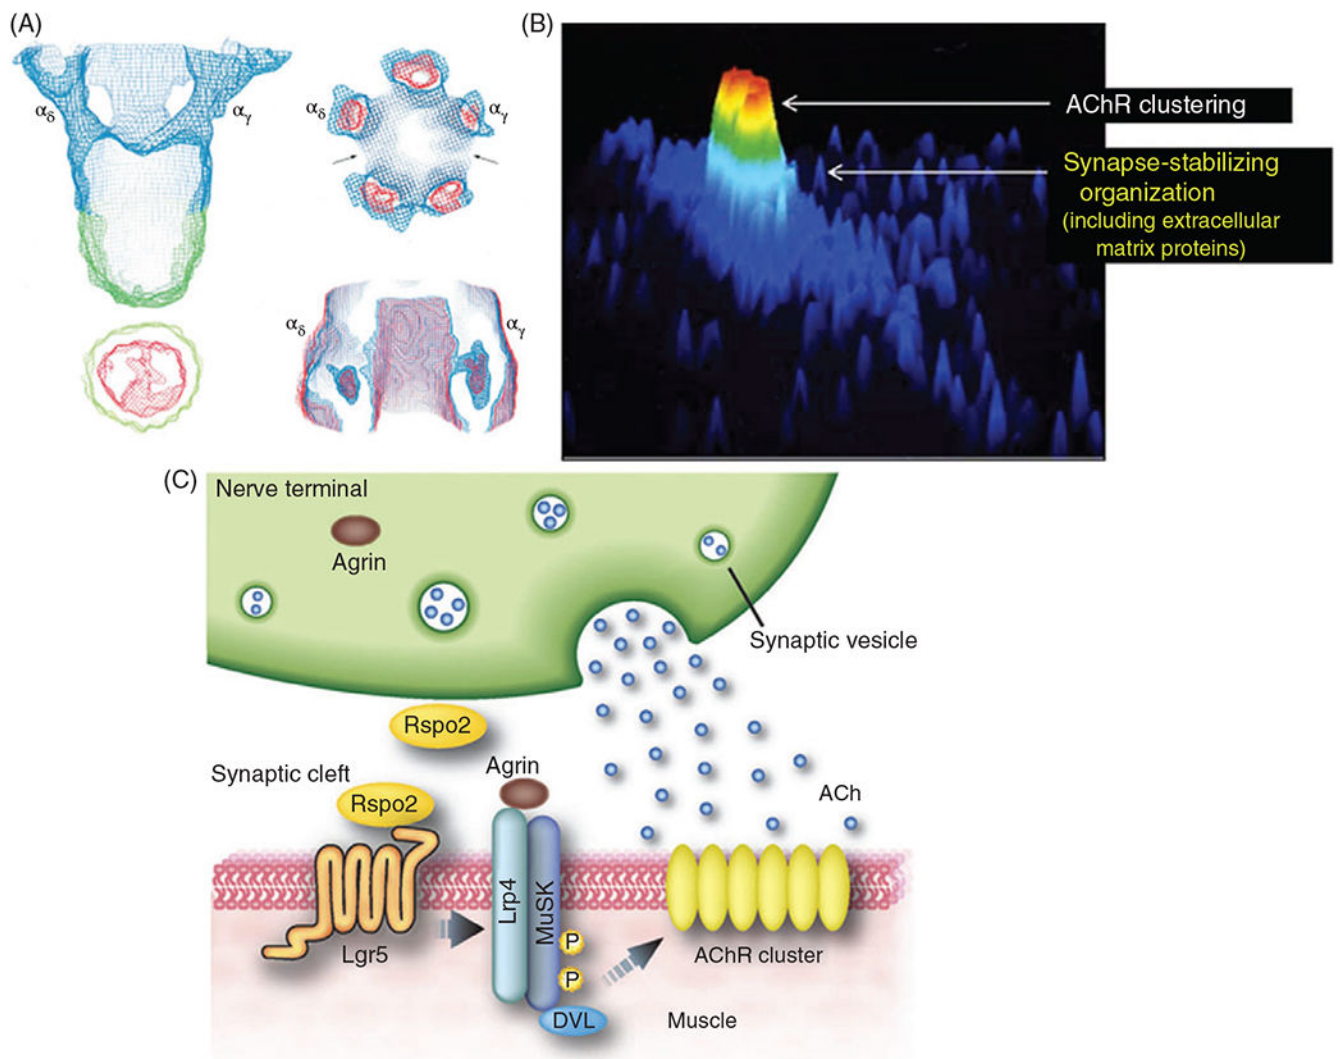 (A)
αδ
αγ
αδ
αγ
αδ
αγ
(B)
AChR clustering
Synapse-stabilizing
organization
(including extracellular
matrix proteins)
(C)
Nerve terminal
Agrin
Synaptic vesicle
Rspo2
Synaptic cleft
Agrin
Rspo2
ACh
Lrp4
MuSK
P
P
Lgr5
AChR cluster
DVL
Muscle